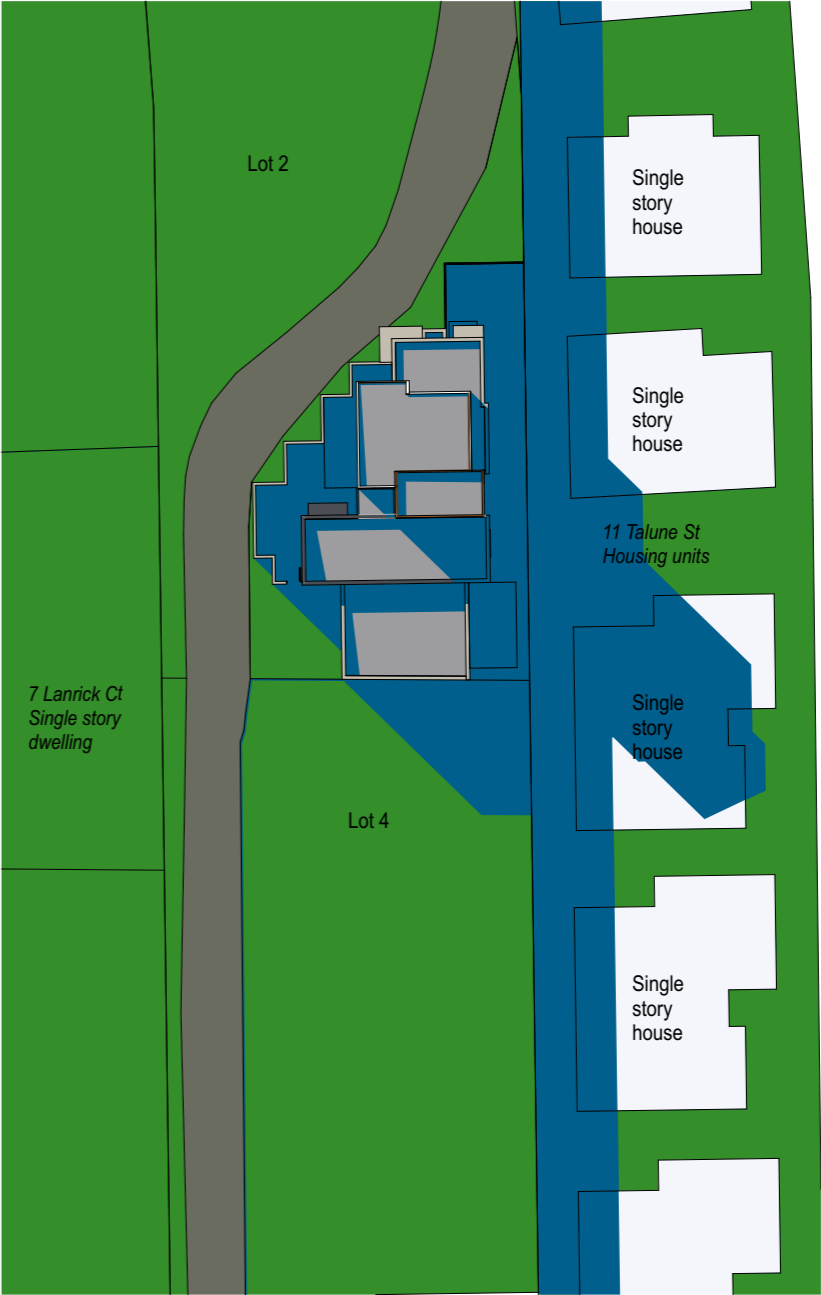 Lot 2
Single
story
house
Single
story
house
11 Talune St
Housing units
7 Lanrick Ct
Single story
dwelling
Single
story
house
Lot 4
Single
story
house